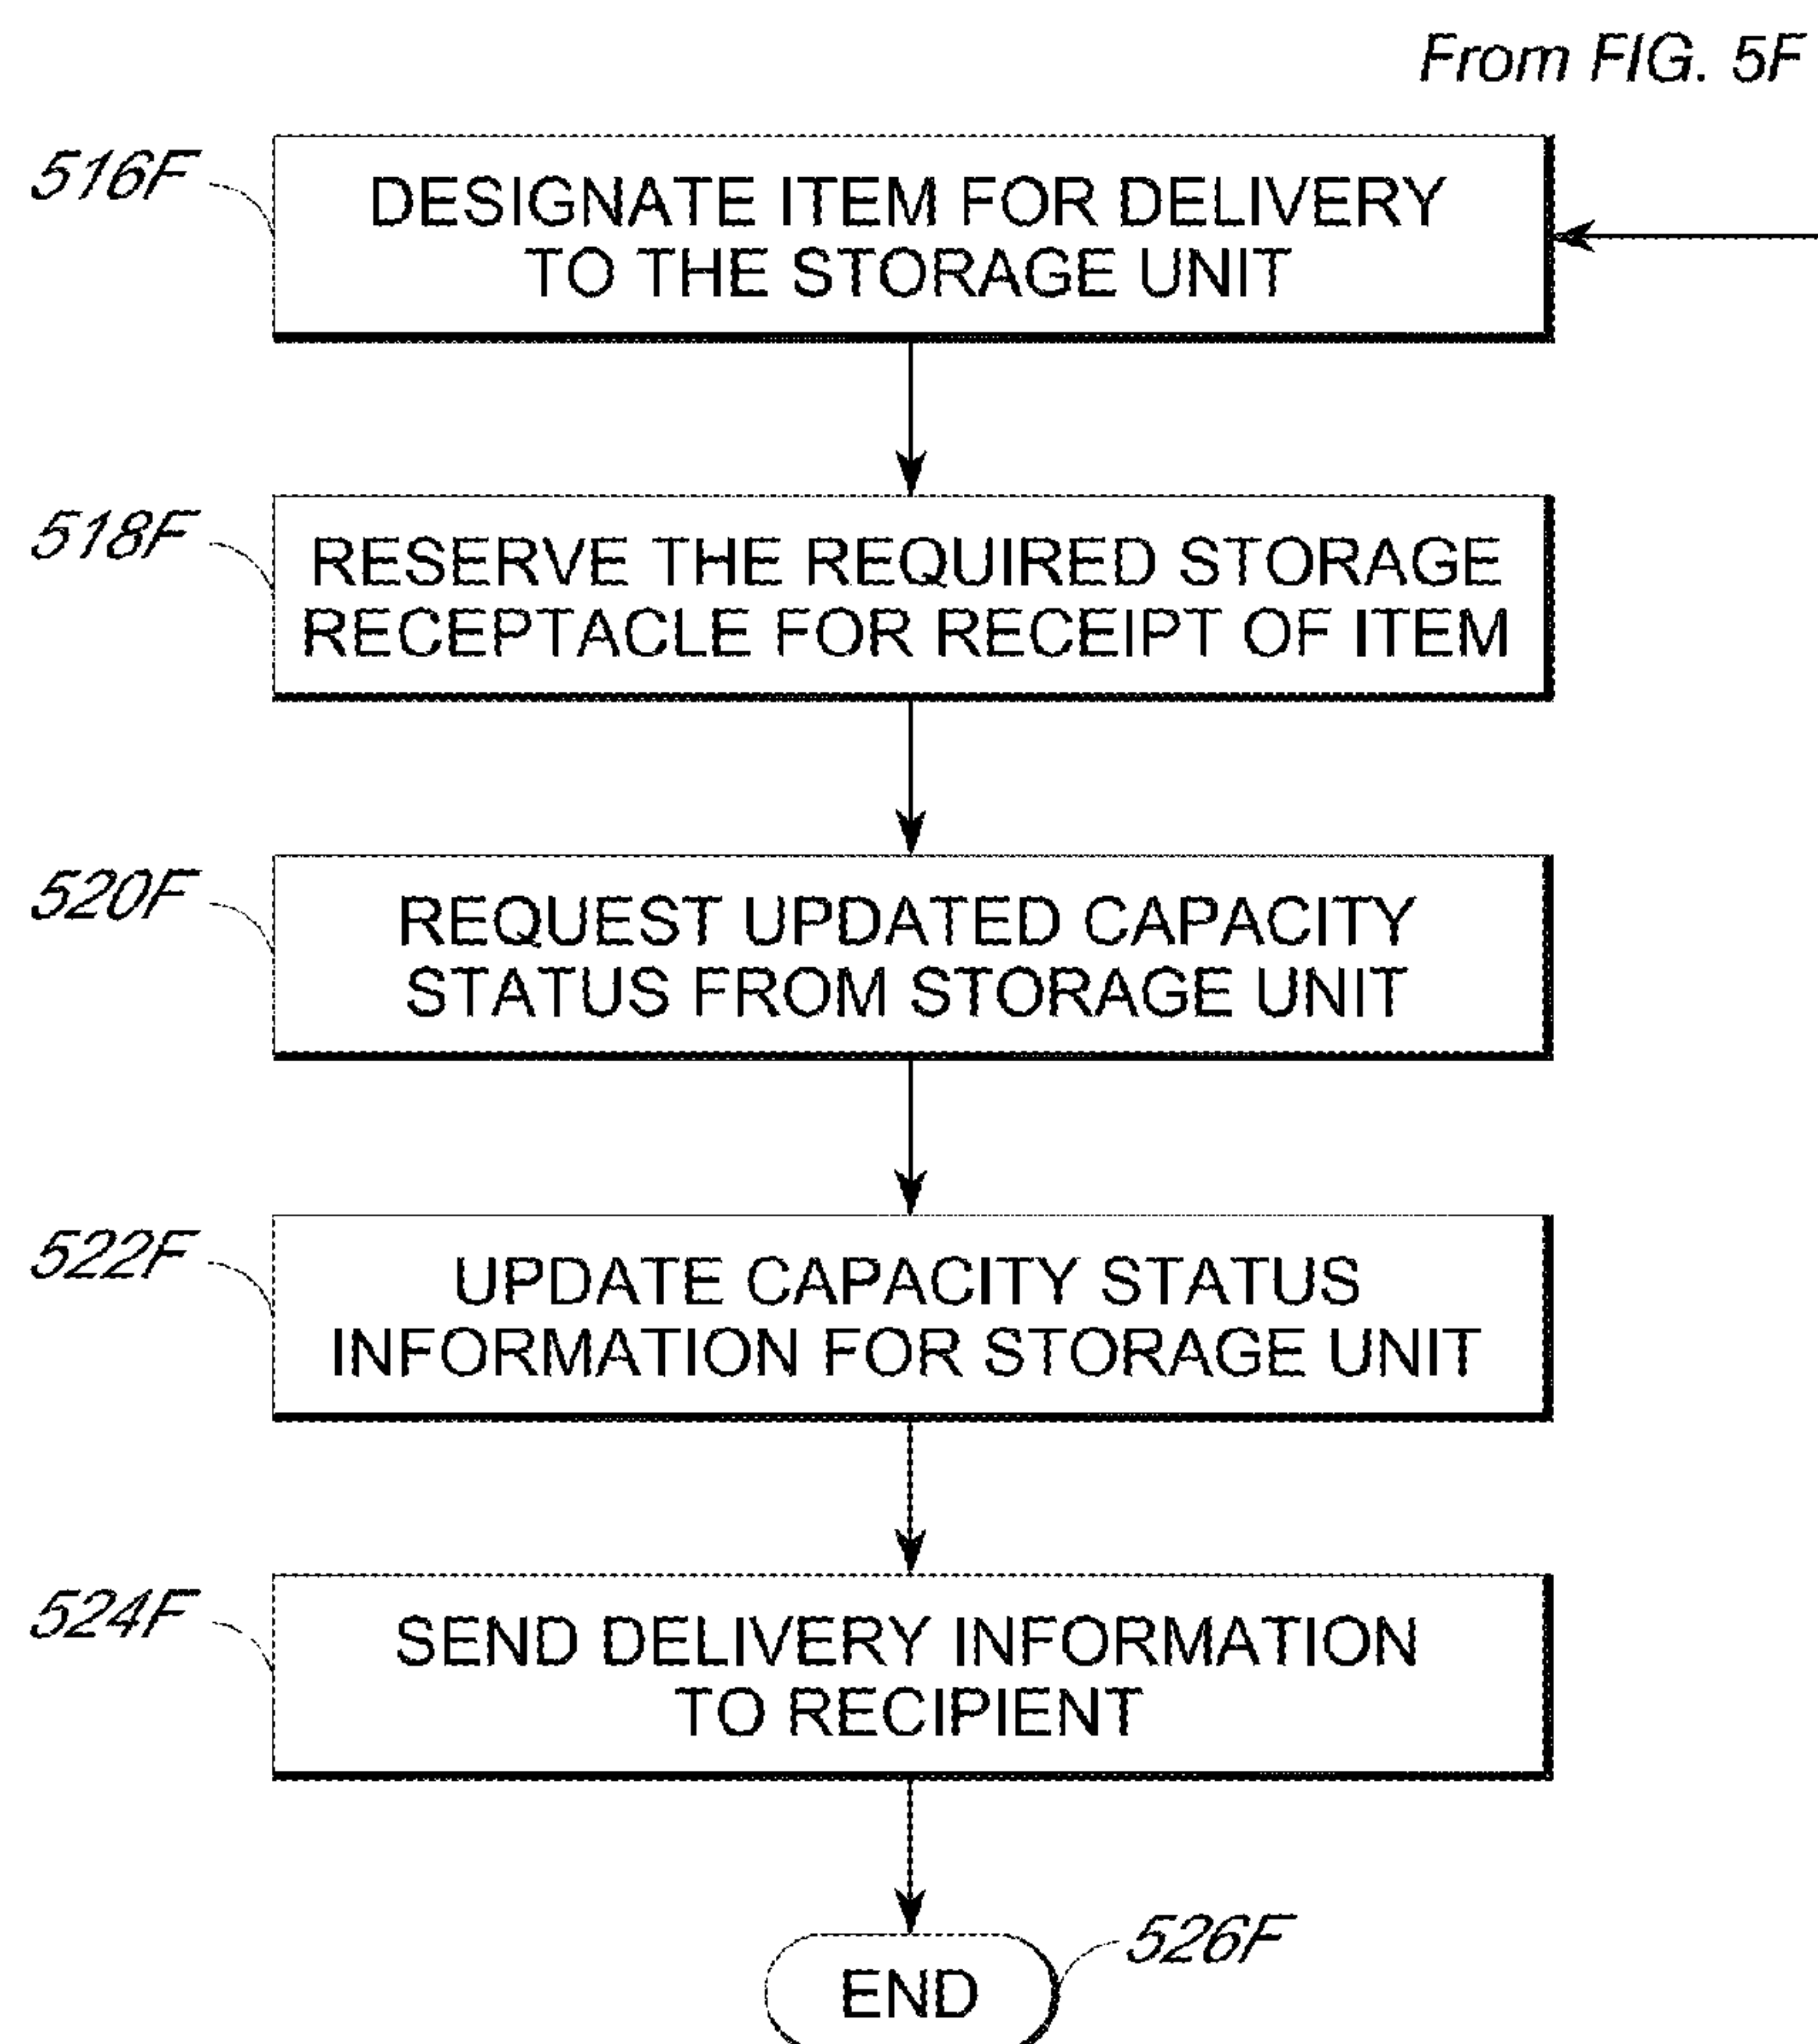 From FIG. 5F
516F
DESIGNATE ITEM FOR DELIVERY
TO THE STORAGE UNIT
518F
RESERVE THE REQUIRED STORAGE
RECEPTACLE FOR RECEIPT OF ITEM
520F
REQUEST UPDATED CAPACITY
STATUS FROM STORAGE UNIT
522F
UPDATE CAPACITY STATUS
INFORMATION FOR STORAGE UNIT
524F
SEND DELIVERY INFORMATION
TO RECIPIENT
526F
END